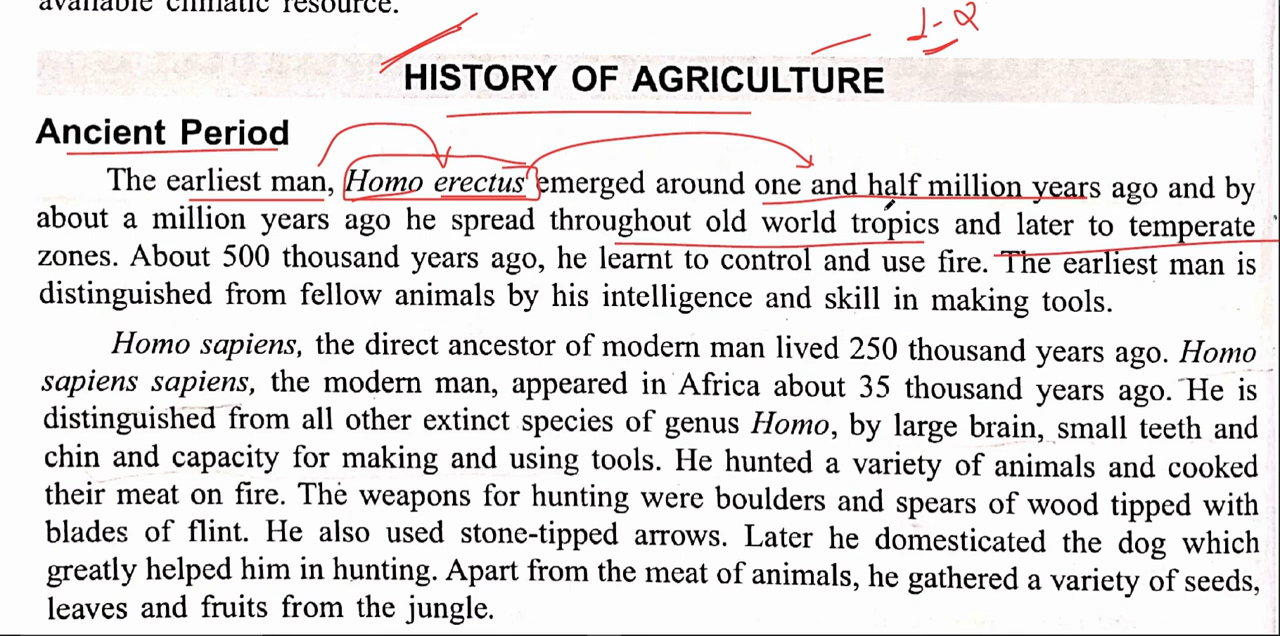 available climatic resource.
1-2
HISTORY OF AGRICULTURE
Ancient Period
The earliest man, Homo erectus emerged around one and half million years ago and by
about a million years ago he spread throughout old world tropics and later to temperate
zones. About 500 thousand years ago, he learnt to control and use fire. The earliest man is
distinguished from fellow animals by his intelligence and skill in making tools.
Homo sapiens, the direct ancestor of modern man lived 250 thousand years ago. Homo
sapiens sapiens, the modern man, appeared in Africa about 35 thousand years ago. He is
distinguished from all other extinct species of genus Homo, by large brain, small teeth and
chin and capacity for making and using tools. He hunted a variety of animals and cooked
their meat on fire. The weapons for hunting were boulders and spears of wood tipped with
blades of flint. He also used stone-tipped arrows. Later he domesticated the dog which
greatly helped him in hunting. Apart from the meat of animals, he gathered a variety of seeds,
leaves and fruits from the jungle.